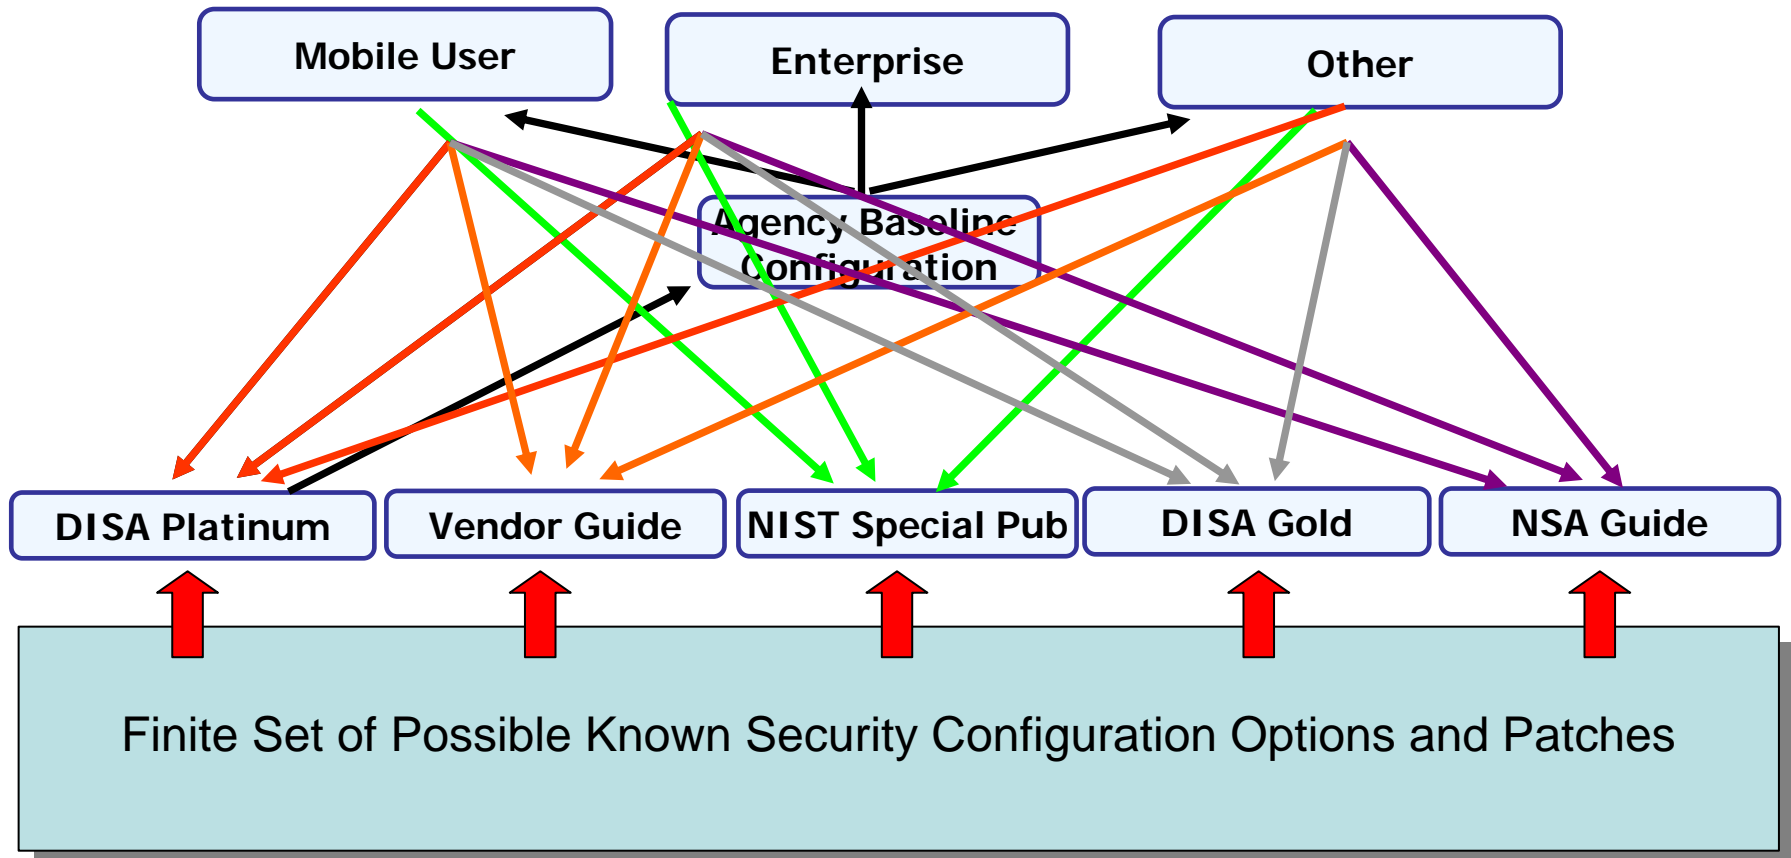 Mobile User
Enterprise
Other
Agency Baseline
Configuration
DISA Platinum
Vendor Guide
NIST Special Pub
DISA Gold
NSA Guide
Finite Set of Possible Known Security Configuration Options and Patches